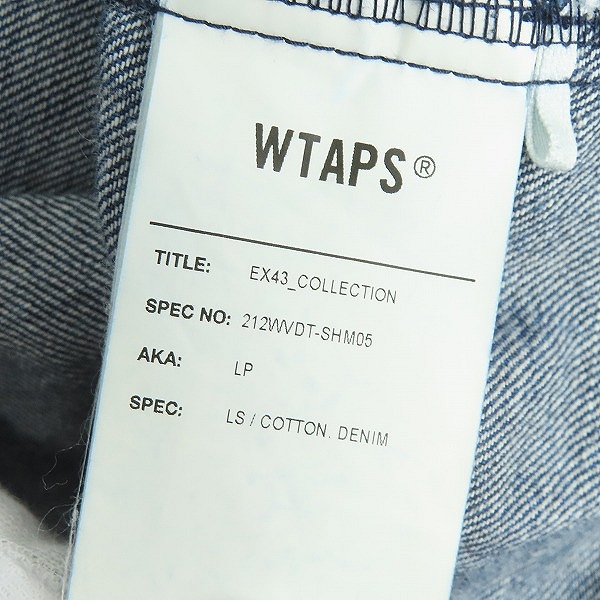 WTAPS®
TITLE: EX43_COLLECTION
SPEC NO: 212WVDT-SHM05
AKA: LP
SPEC: LS / COTTON. DENIM